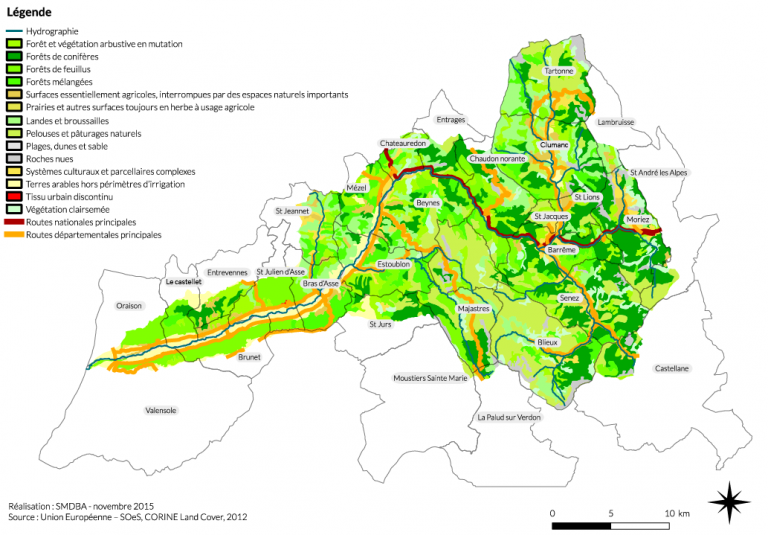 Légende
Hydrographie
Forêt et végétation arbustive en mutation
Forêts de conifères
Forêts de feuillus
Forêts mélangées
Surfaces essentiellement agricoles, interrompues par des espaces naturels importants
Prairies et autres surfaces toujours en herbe à usage agricole
Landes et broussailles
Pelouses et pâturages naturels
Plages, dunes et sable
Roches nues
Systèmes culturaux et parcellaires complexes
Terres arables hors périmètres d'irrigation
Tissu urbain discontinu
Végétation clairsemée
Routes nationales principales
Routes départementales principales
Tartonne
Lambruisse
Entrages
Chateauredon
Clumanc
Chaudon norante
St André les Alpes
Mézel
Beynes
St Lions
St Jeannet
St Jacques
Moriez
Barrême
Estoublon
Entrevennes
St Julien d'Asse
Le castellet
Bras d'Asse
Senez
Oraison
Majastres
St Jurs
Blieux
Brunet
Castellane
Moustiers Sainte Marie
Valensole
La Palud sur Verdon
Réalisation : SMDBA - novembre 2015
Source : Union Européenne – SOeS, CORINE Land Cover, 2012
0 5 10 km